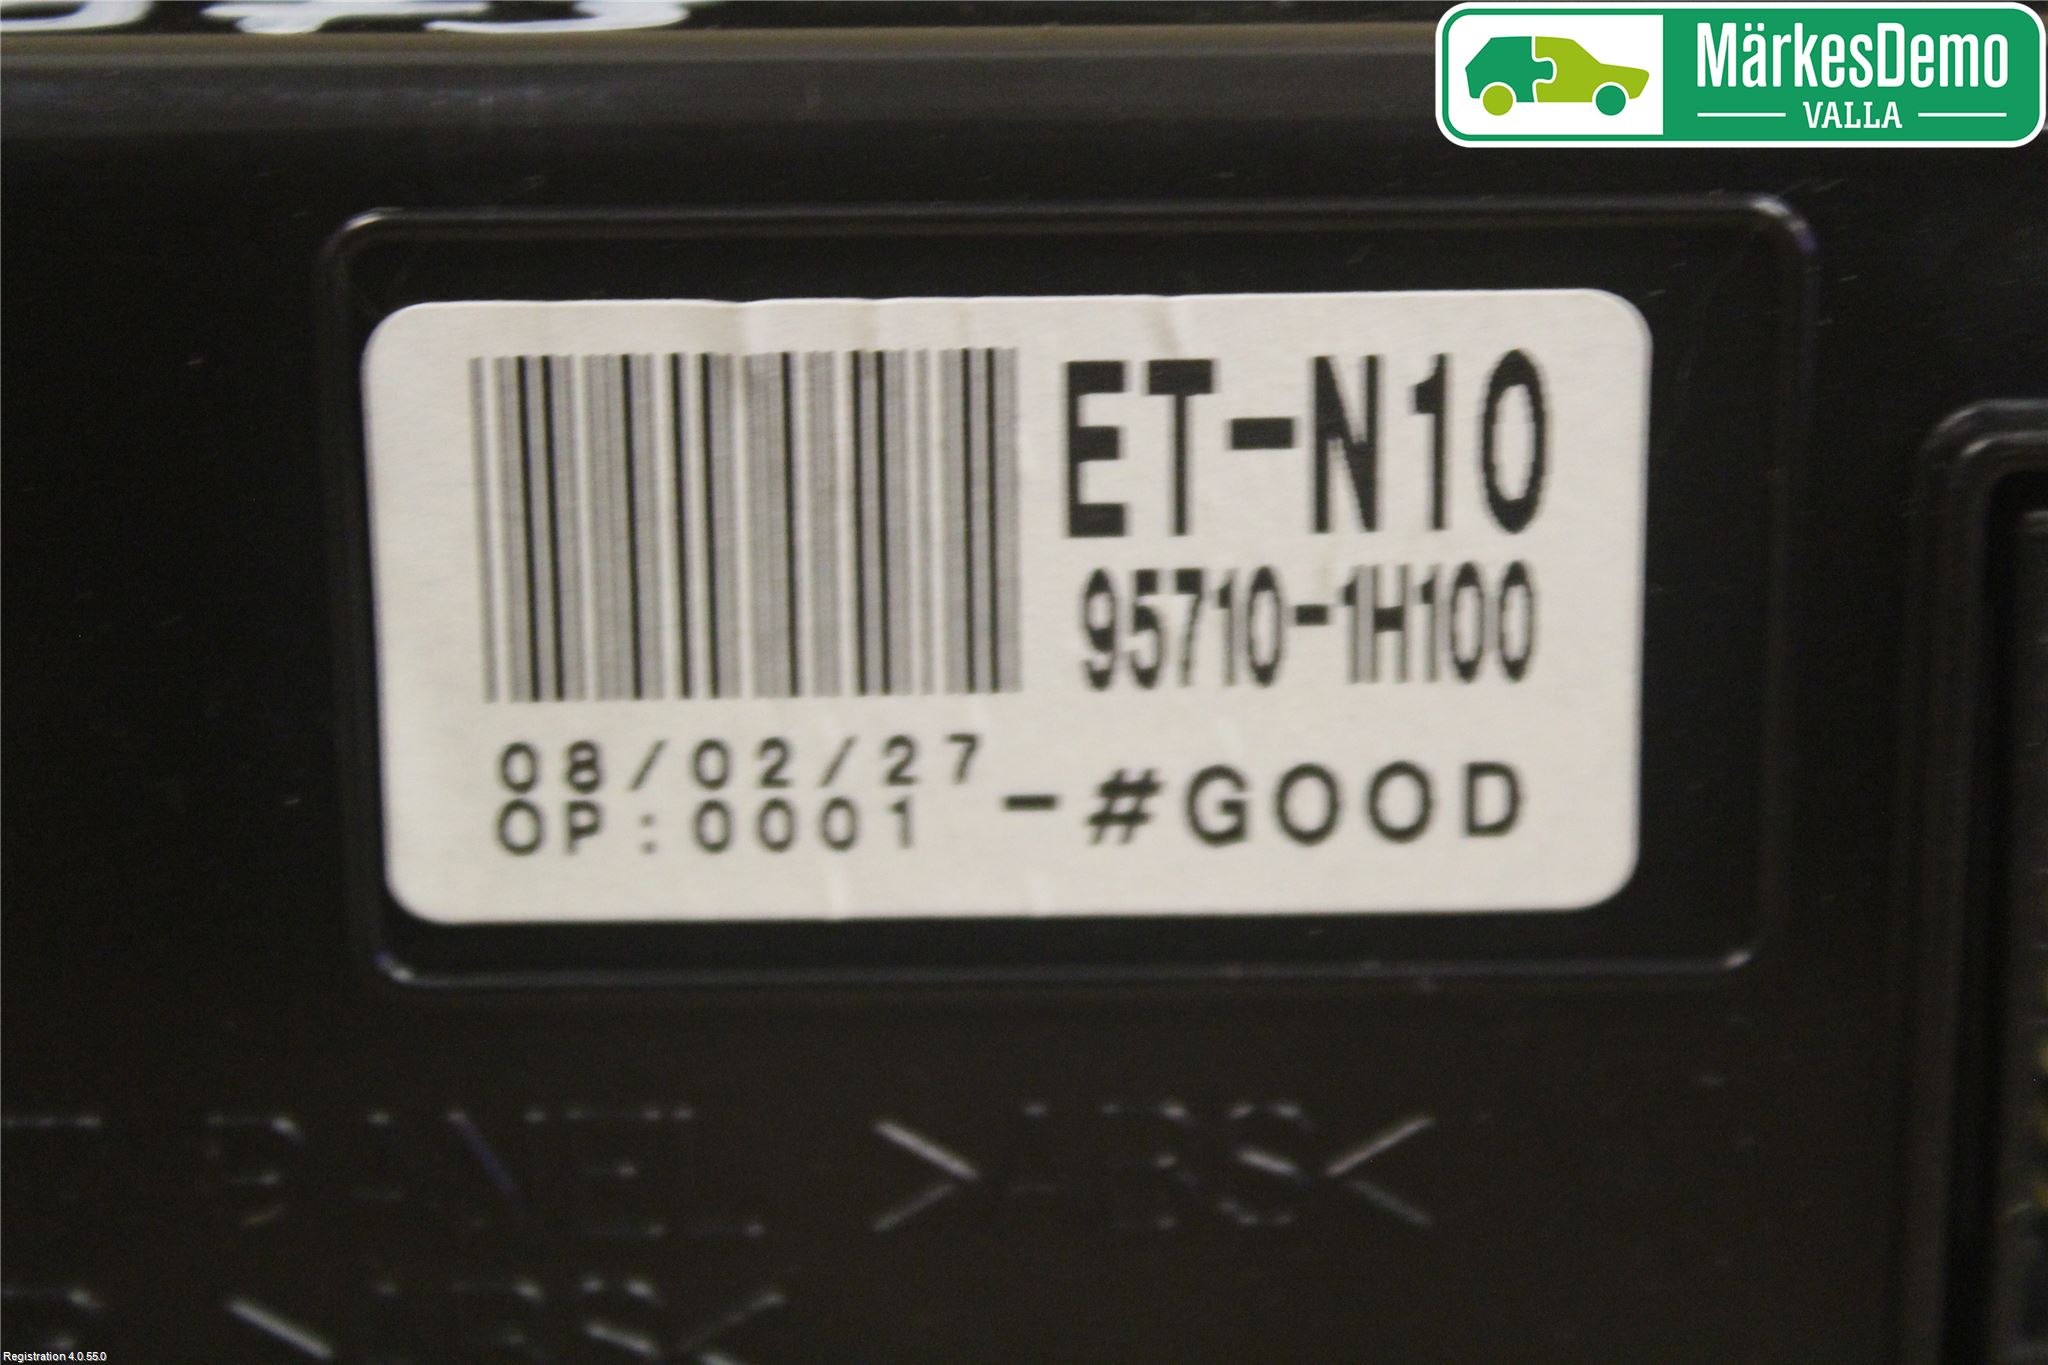 MärkesDemo
VALLA
ET-N10
95710-1H100
08/02/27
OP:0001 -#GOOD
Registration 4.0.55.0